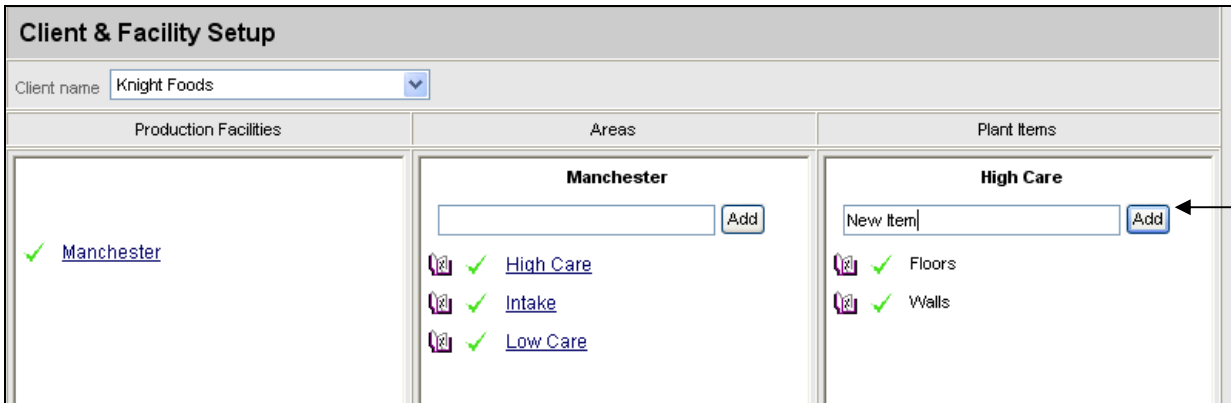 Client & Facility Setup
Client name Knight Foods
Production Facilities Areas Plant Items
Manchester High Care
Add New Item Add
Manchester
High Care Floors
Intake Walls
Low Care